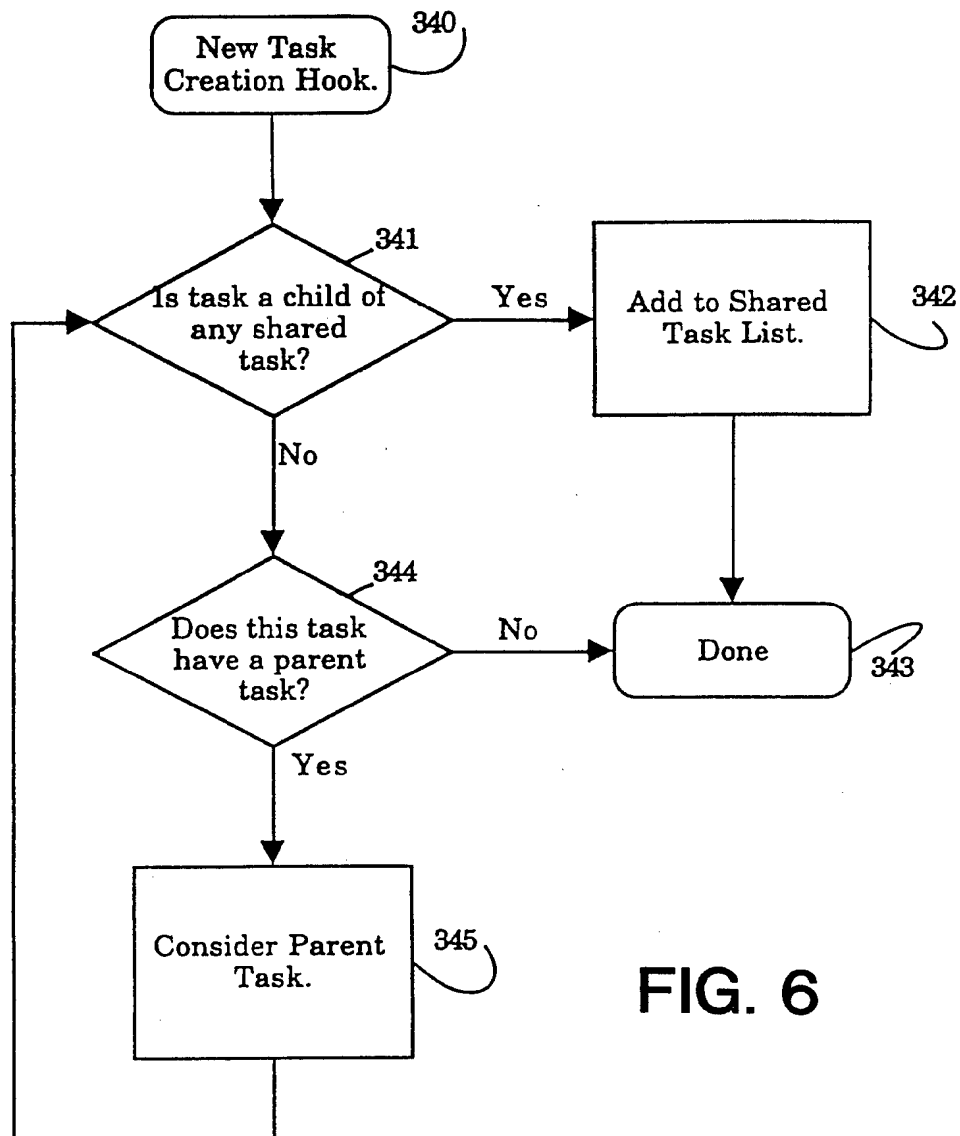 New Task
Creation Hook.
340
341
Is task a child of
any shared
task?
Yes
Add to Shared
Task List.
342
No
344
Does this task
have a parent
task?
No
Done
343
Yes
Consider Parent
Task.
345
FIG. 6